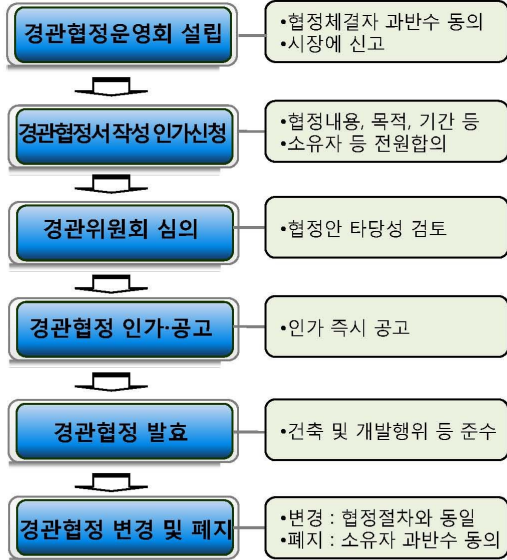 경관협정운영회 설립
•협정체결자 과반수 동의
•시장에 신고
경관협정서 작성 인가신청
•협정내용, 목적, 기간 등
•소유자 등 전원합의
경관위원회 심의
•협정안 타당성 검토
경관협정 인가·공고
•인가 즉시 공고
경관협정 발효
•건축 및 개발행위 등 준수
경관협정 변경 및 폐지
•변경 : 협정절차와 동일
•폐지 : 소유자 과반수 동의